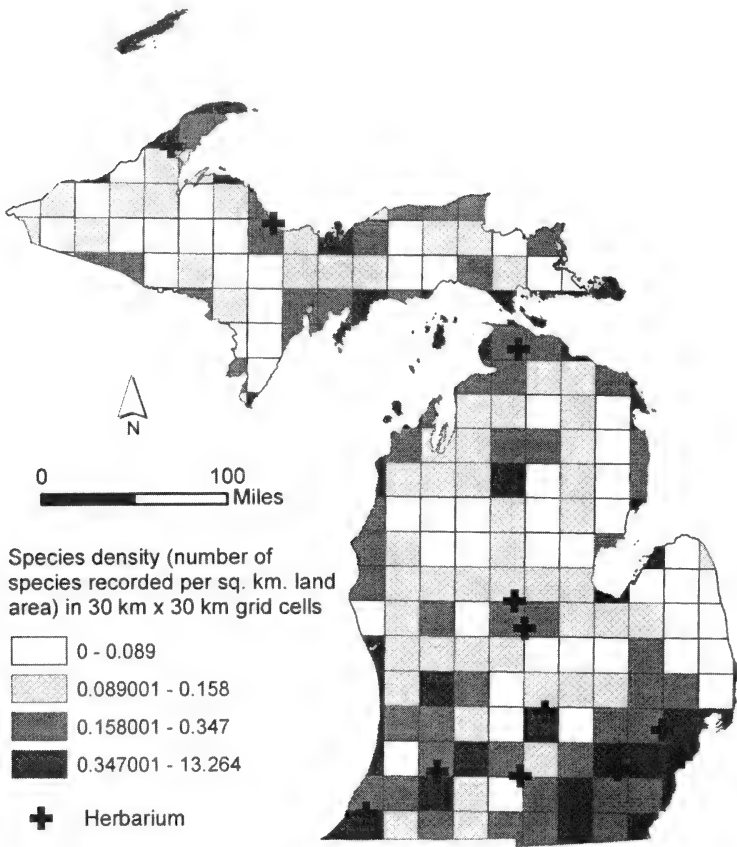 N
0 100
Miles
Species density (number of
species recorded per sq. km. land
area) in 30 km x 30 km grid cells
0 - 0.089
0.089001 - 0.158
0.158001 - 0.347
0.347001 - 13.264
Herbarium